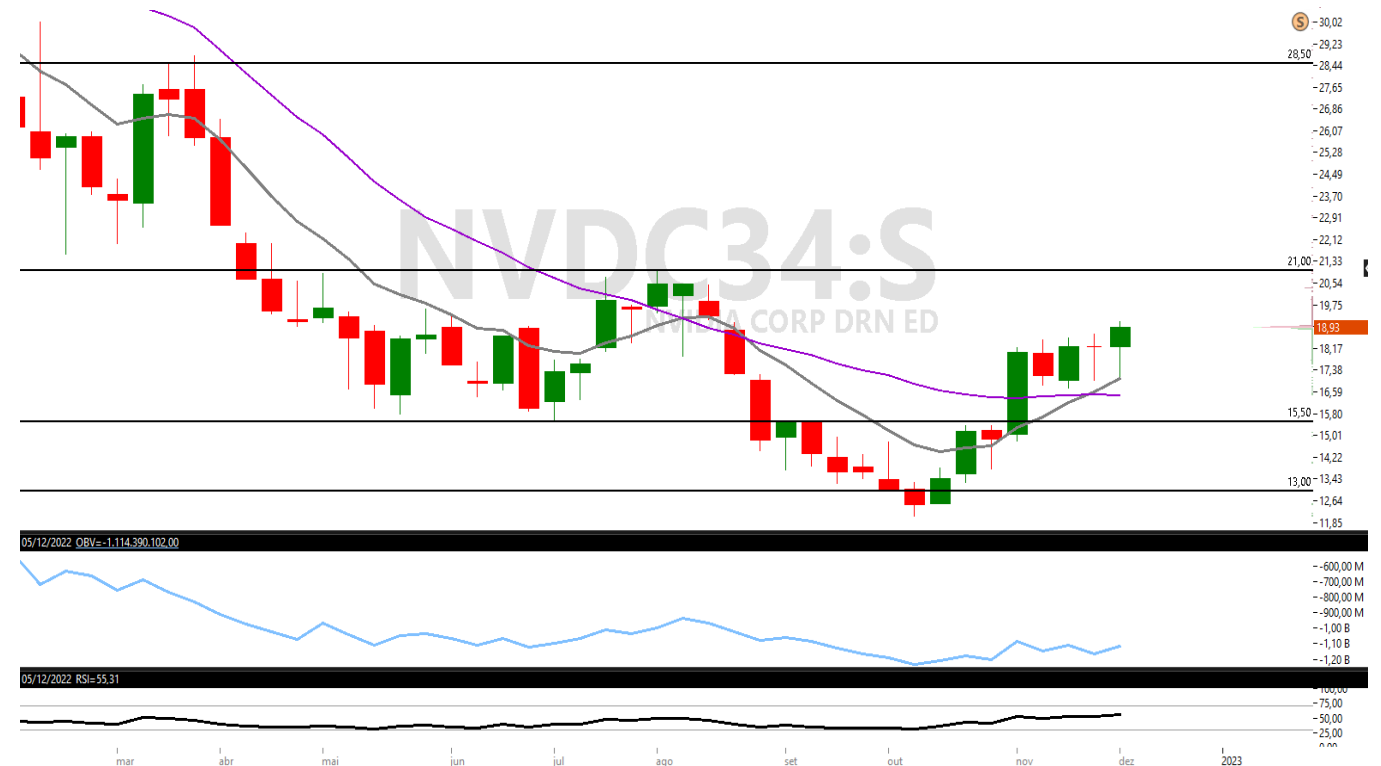 S
30,02
29,23
28,50
28,44
27,65
26,86
26,07
25,28
24,49
23,70
22,91
22,12
21,33
21,00
20,54
19,75
18,93
18,17
17,38
16,59
15,80
15,50
15,01
14,22
13,43
13,00
12,64
11,85
NVDC34:S
NVIDIA CORP DRN ED
05/12/2022 OBV=-1.114.390.102,00
-600,00 M
-700,00 M
-800,00 M
-900,00 M
-1,00 B
-1,10 B
-1,20 B
05/12/2022 RSI=55,31
100,00
75,00
50,00
25,00
0,00
mar abr mai jun jul ago set out nov dez 2023